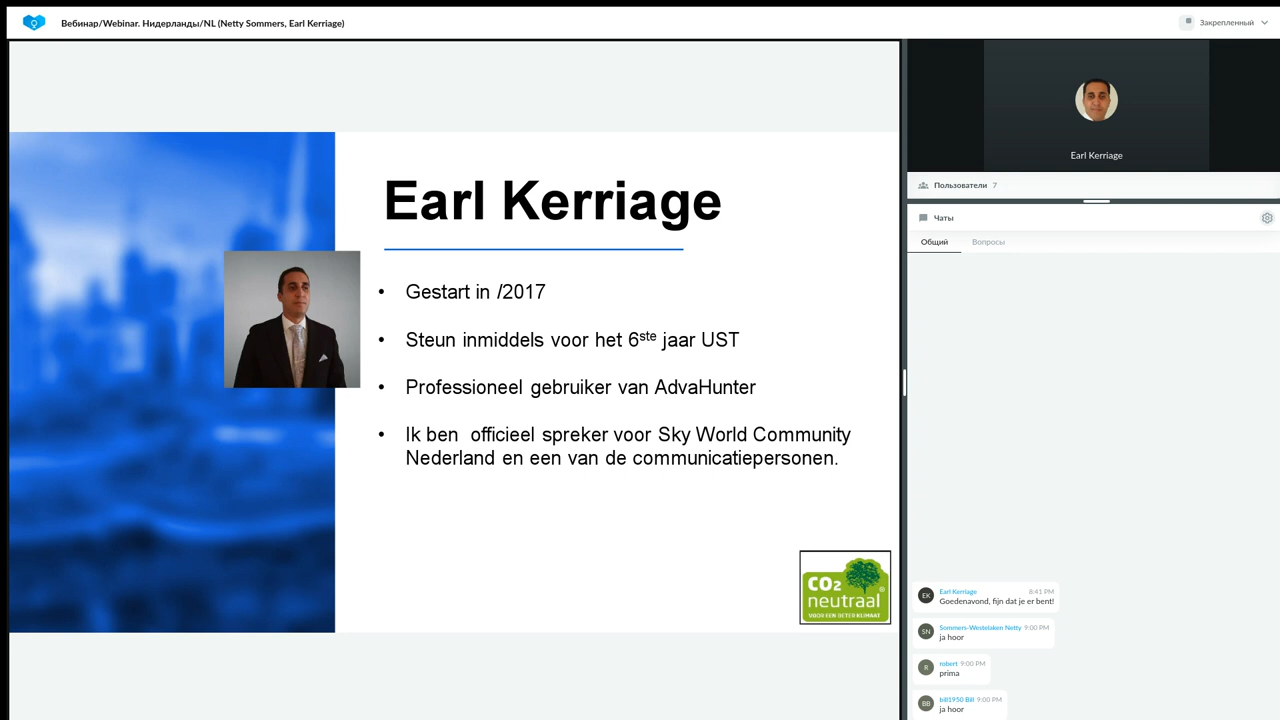 Вебинар/Webinar. Нидерланды/NL (Netty Sommers, Earl Kerriage)
Закрепленный
Earl Kerriage
• Gestart in /2017
• Steun inmiddels voor het 6ste jaar UST
• Professioneel gebruiker van AdvaHunter
• Ik ben officieel spreker voor Sky World Community
Nederland en een van de communicatiepersonen.
CO2
neutraal®
VOOR EEN BETER KLIMAAT
Earl Kerriage
Пользователи 7
Чаты
Общий Вопросы
EK Earl Kerriage 8:41 PM
Goedenavond, fijn dat je er bent!
SN Sommers-Westelaken Netty 9:00 PM
ja hoor
R robert 9:00 PM
prima
BB bill1950 Bill 9:00 PM
ja hoor